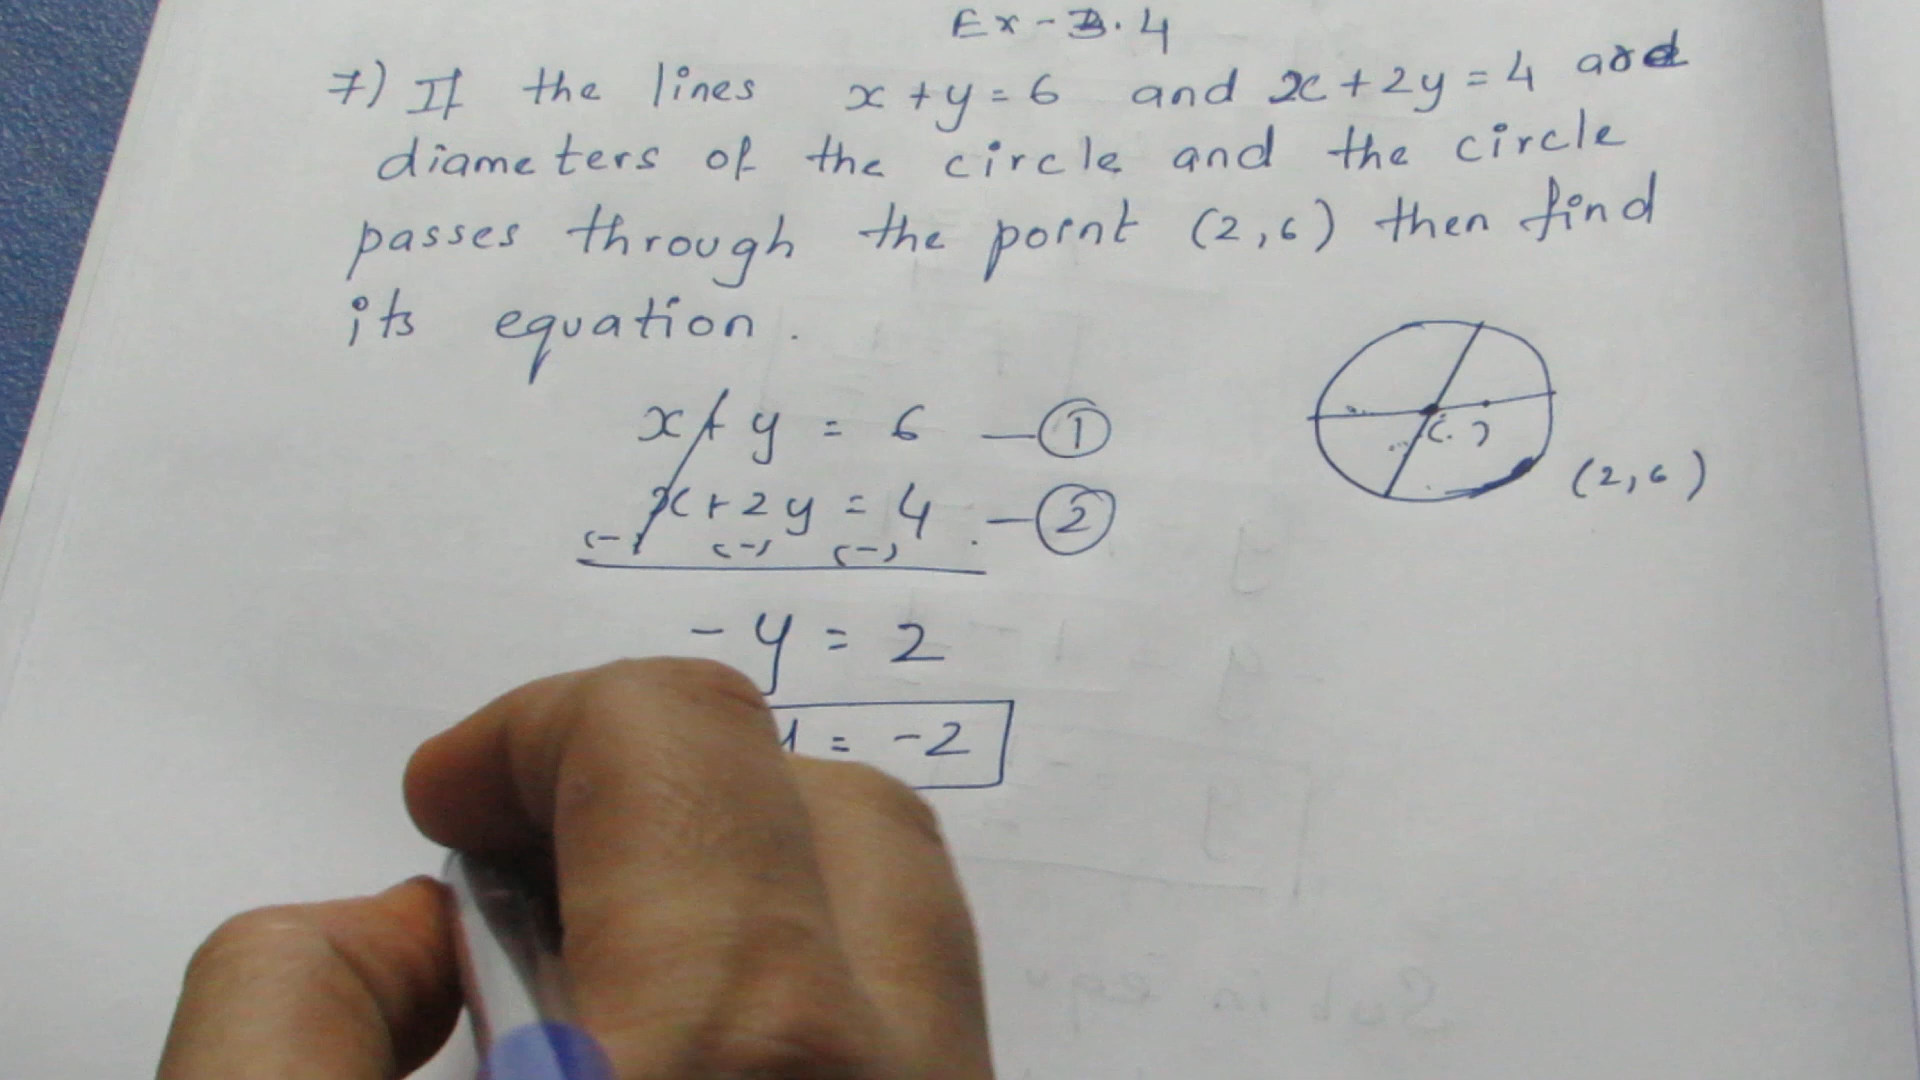 Ex - 3.4
7) If the lines x + y = 6 and x + 2y = 4 are
diameters of the circle and the circle
passes through the point (2,6) then find
its equation.
x + y = 6 — ①
x + 2y = 4 — ②
(-) (-) (-)
- y = 2
y = -2
(2,6)